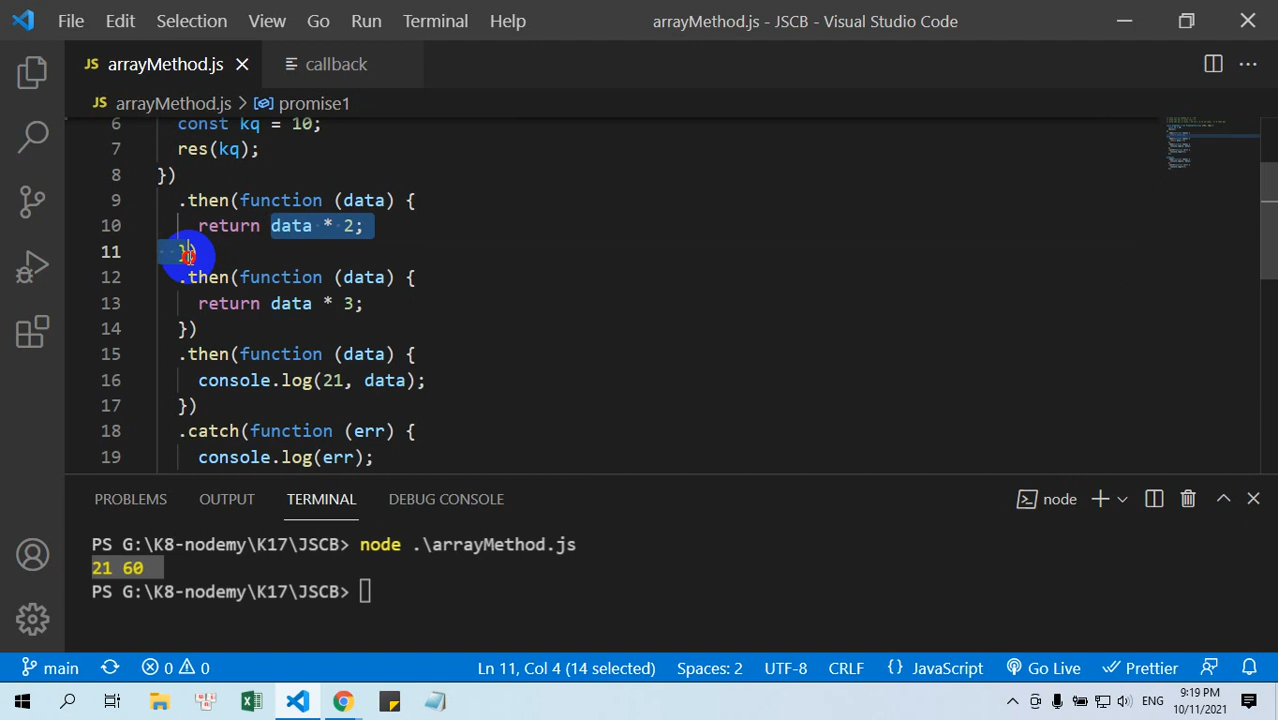 File Edit Selection View Go Run Terminal Help arrayMethod.js - JSCB - Visual Studio Code
JS arrayMethod.js callback
JS arrayMethod.js > promise1
6 const kq = 10;
7 res(kq);
8 })
9 .then(function (data) {
10 return data * 2;
11 })
12 .then(function (data) {
13 return data * 3;
14 })
15 .then(function (data) {
16 console.log(21, data);
17 })
18 .catch(function (err) {
19 console.log(err);
PROBLEMS OUTPUT TERMINAL DEBUG CONSOLE node
PS G:\K8-nodemy\K17\JSCB> node .\arrayMethod.js
21 60
PS G:\K8-nodemy\K17\JSCB>
main 0 0 Ln 11, Col 4 (14 selected) Spaces: 2 UTF-8 CRLF {} JavaScript Go Live Prettier
ENG 9:19 PM
10/11/2021